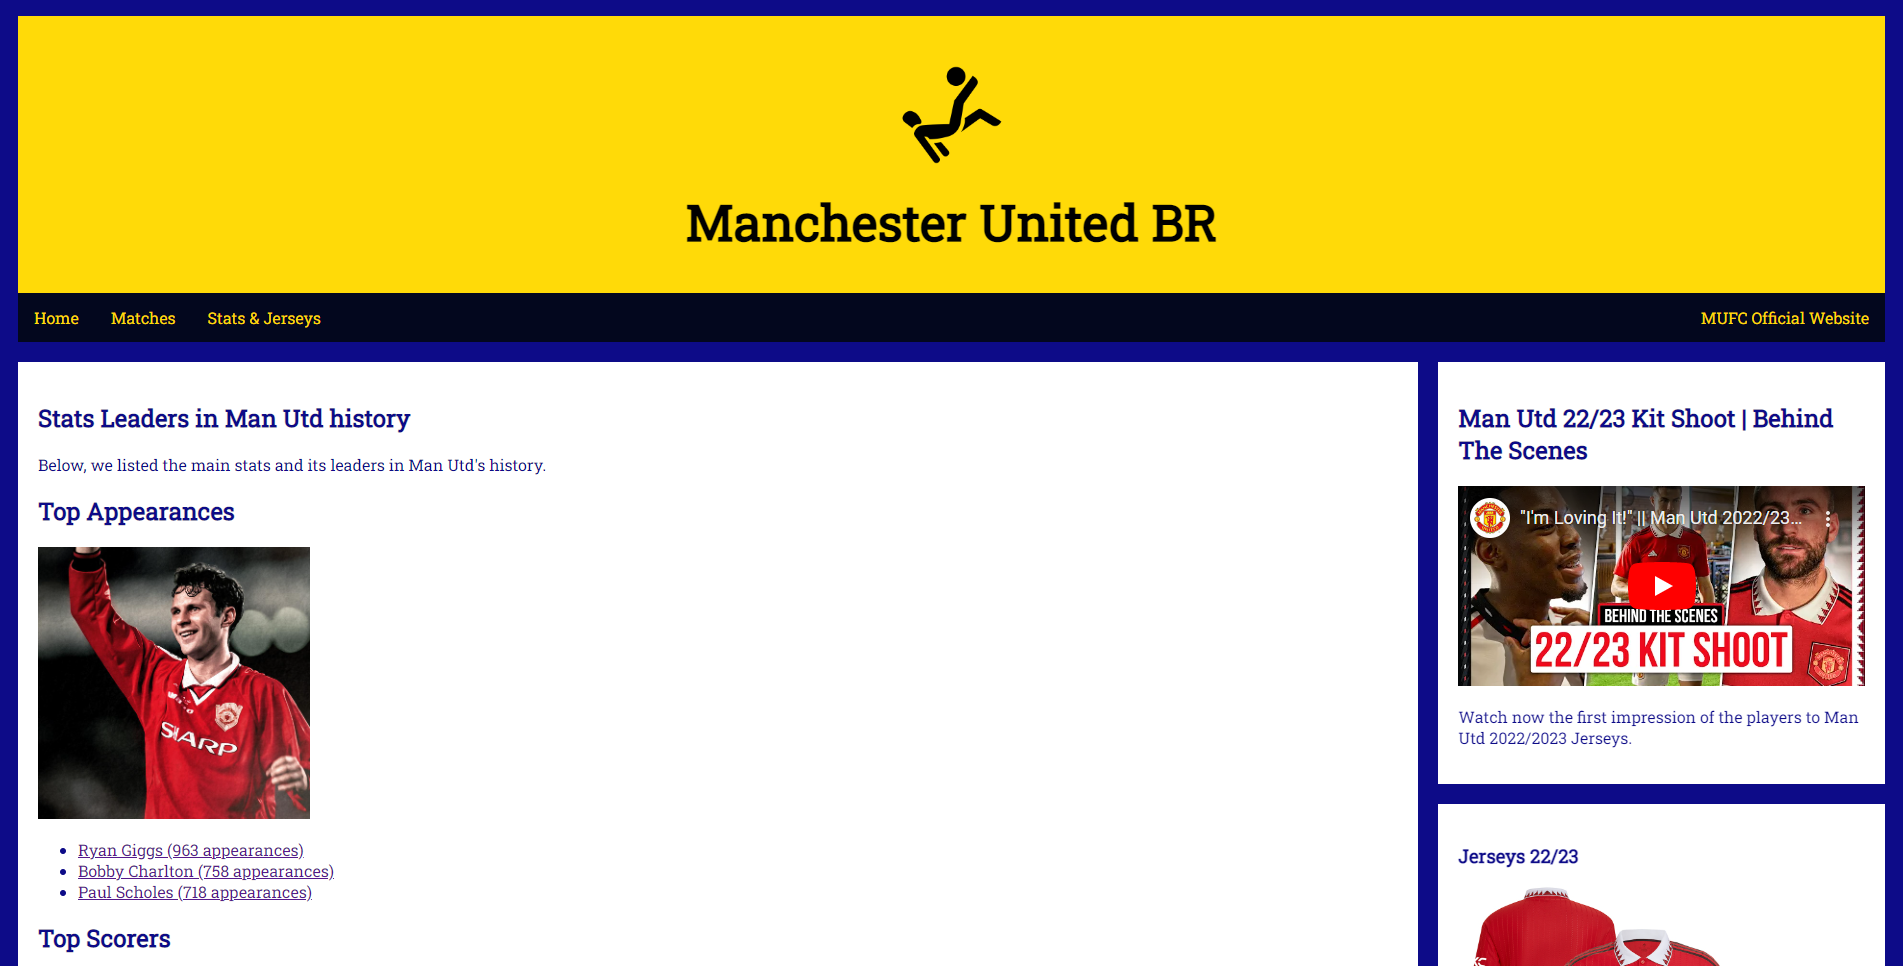 Manchester United BR
Home
Matches
Stats & Jerseys
MUFC Official Website
Stats Leaders in Man Utd history
Below, we listed the main stats and its leaders in Man Utd's history.
Top Appearances
SHARP
Ryan Giggs (963 appearances)
Bobby Charlton (758 appearances)
Paul Scholes (718 appearances)
Top Scorers
Man Utd 22/23 Kit Shoot | Behind
The Scenes
"I'm Loving It!" || Man Utd 2022/23...
BEHIND THE SCENES
22/23 KIT SHOOT
Watch now the first impression of the players to Man
Utd 2022/2023 Jerseys.
Jerseys 22/23